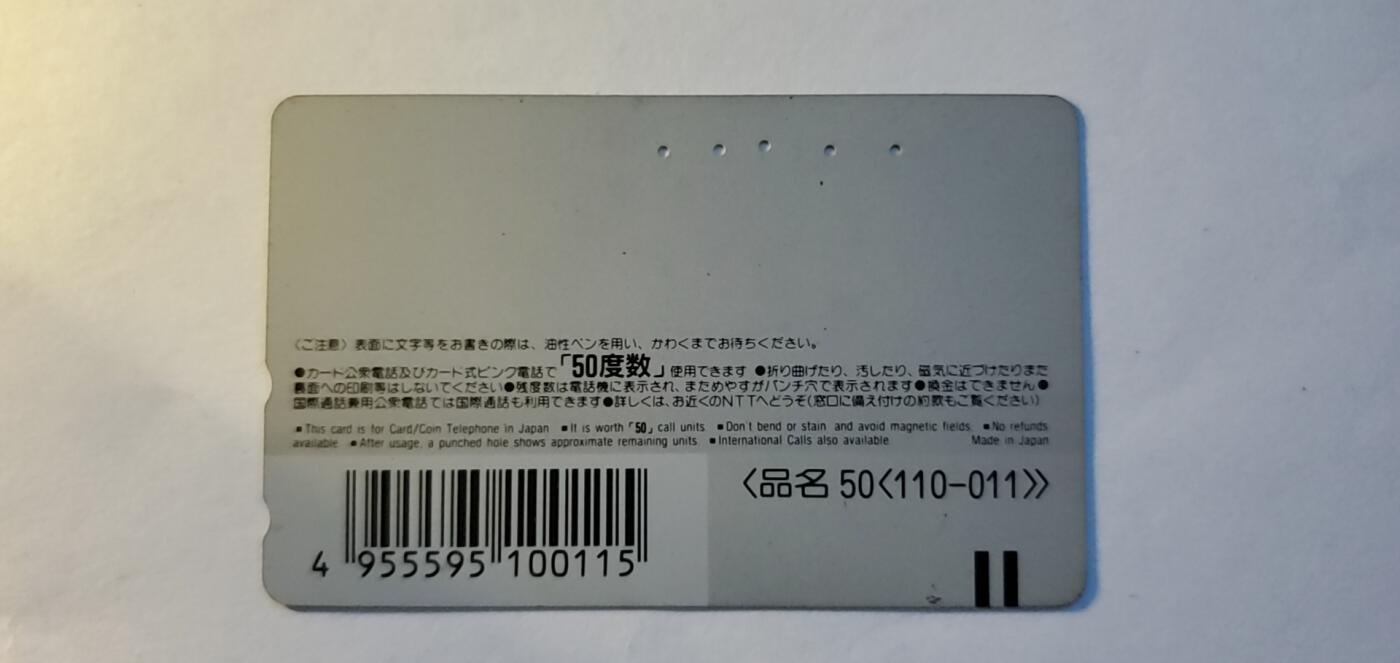 〈ご注意〉表面に文字等をお書きの際は、油性ペンを用い、かわくまでお待ちください。
●カード公衆電話及びカード式ピンク電話で「50度数」使用できます ●折り曲げたり、汚したり、磁気に近づけたりまた
裏面への印刷等はしないでください●残度数は電話機に表示され、まためやすがパンチ穴で表示されます●換金はできません●
国際通話兼用公衆電話では国際通話も利用できます●詳しくは、お近くのNTTへどうぞ(窓口に備え付けの約款もご覧ください)
■This card is for Card/Coin Telephone in Japan ■It is worth「50」call units ■Don't bend or stain and avoid magnetic fields ■No refunds
available ■After usage, a punched hole shows approximate remaining units ■International Calls also available Made in Japan
〈品名 50〈110-011〉〉
4 955595 100115